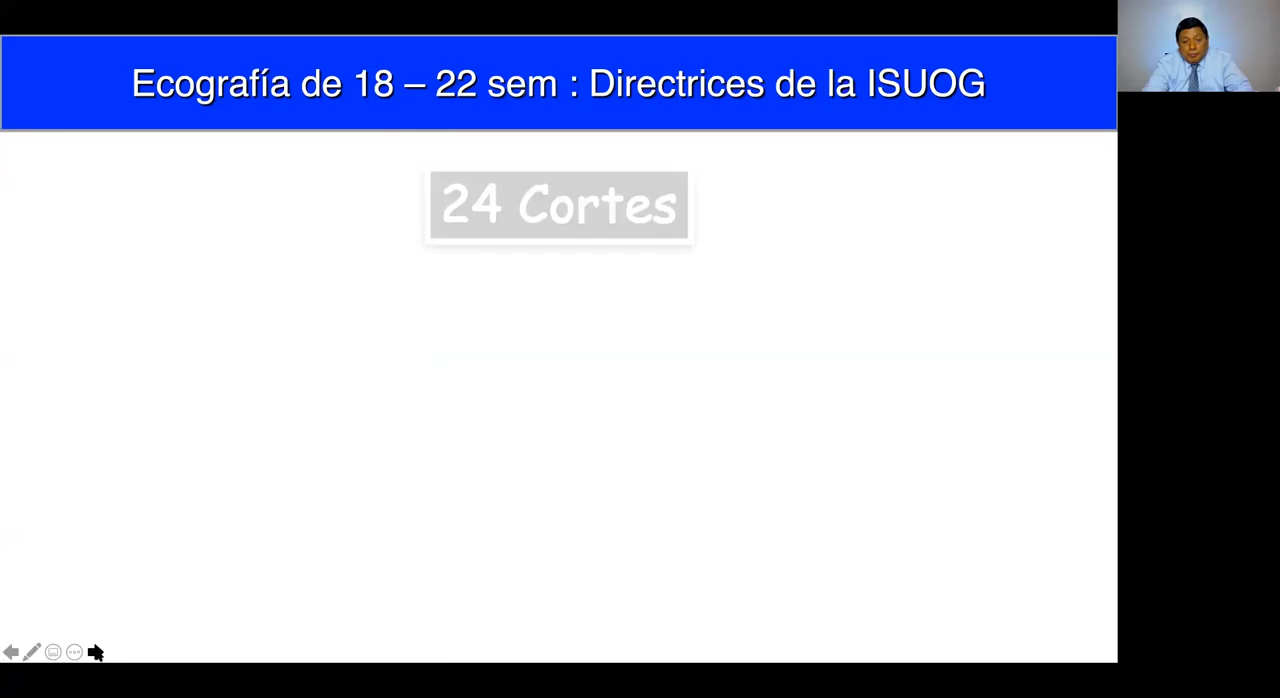 Ecografía de 18 – 22 sem : Directrices de la ISUOG
24 Cortes